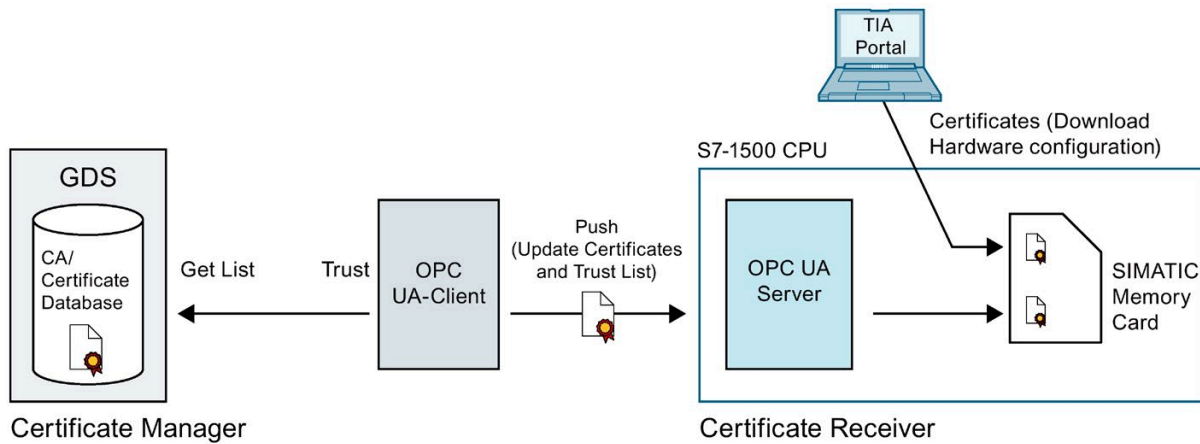 TIA
Portal
Certificates (Download
Hardware configuration)
S7-1500 CPU
GDS
CA/
Certificate
Database
Get List
Trust
OPC
UA-Client
Push
(Update Certificates
and Trust List)
OPC UA
Server
SIMATIC
Memory
Card
Certificate Manager
Certificate Receiver